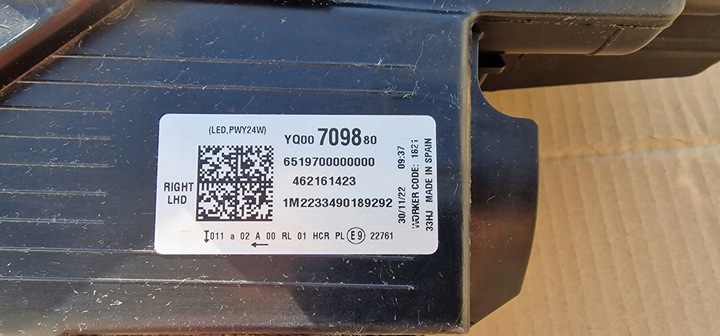 (LED,PWY24W)
YQ00 7098 80
6519700000000
462161423
RIGHT
LHD
1M2233490189292
011 a 02 A 00 RL 01 HCR PL E9 22761
30/11/22 09:37
WORKER CODE: 1621
33HJ MADE IN SPAIN